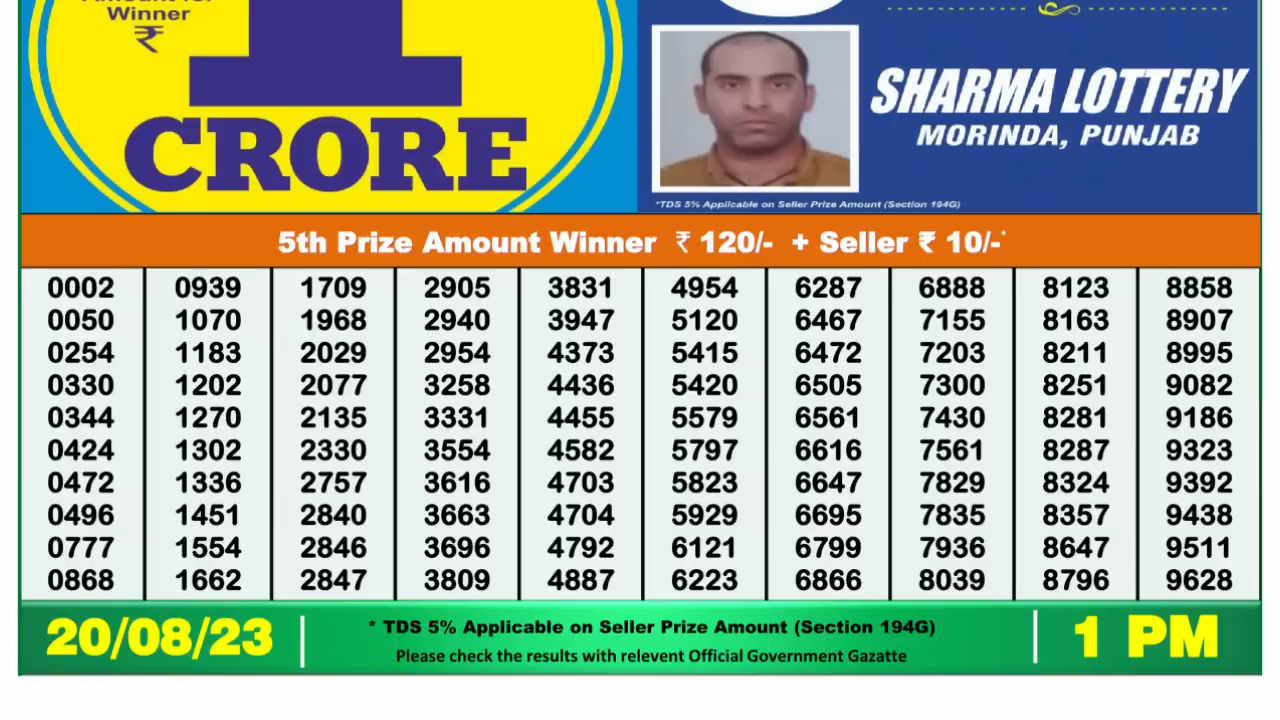 Amount for
Winner
₹
1
CRORE
SHARMA LOTTERY
MORINDA, PUNJAB
*TDS 5% Applicable on Seller Prize Amount (Section 194G)
5th Prize Amount Winner ₹ 120/- + Seller ₹ 10/-*
0002 0939 1709 2905 3831 4954 6287 6888 8123 8858
0050 1070 1968 2940 3947 5120 6467 7155 8163 8907
0254 1183 2029 2954 4373 5415 6472 7203 8211 8995
0330 1202 2077 3258 4436 5420 6505 7300 8251 9082
0344 1270 2135 3331 4455 5579 6561 7430 8281 9186
0424 1302 2330 3554 4582 5797 6616 7561 8287 9323
0472 1336 2757 3616 4703 5823 6647 7829 8324 9392
0496 1451 2840 3663 4704 5929 6695 7835 8357 9438
0777 1554 2846 3696 4792 6121 6799 7936 8647 9511
0868 1662 2847 3809 4887 6223 6866 8039 8796 9628
20/08/23
* TDS 5% Applicable on Seller Prize Amount (Section 194G)
Please check the results with relevent Official Government Gazatte
1 PM